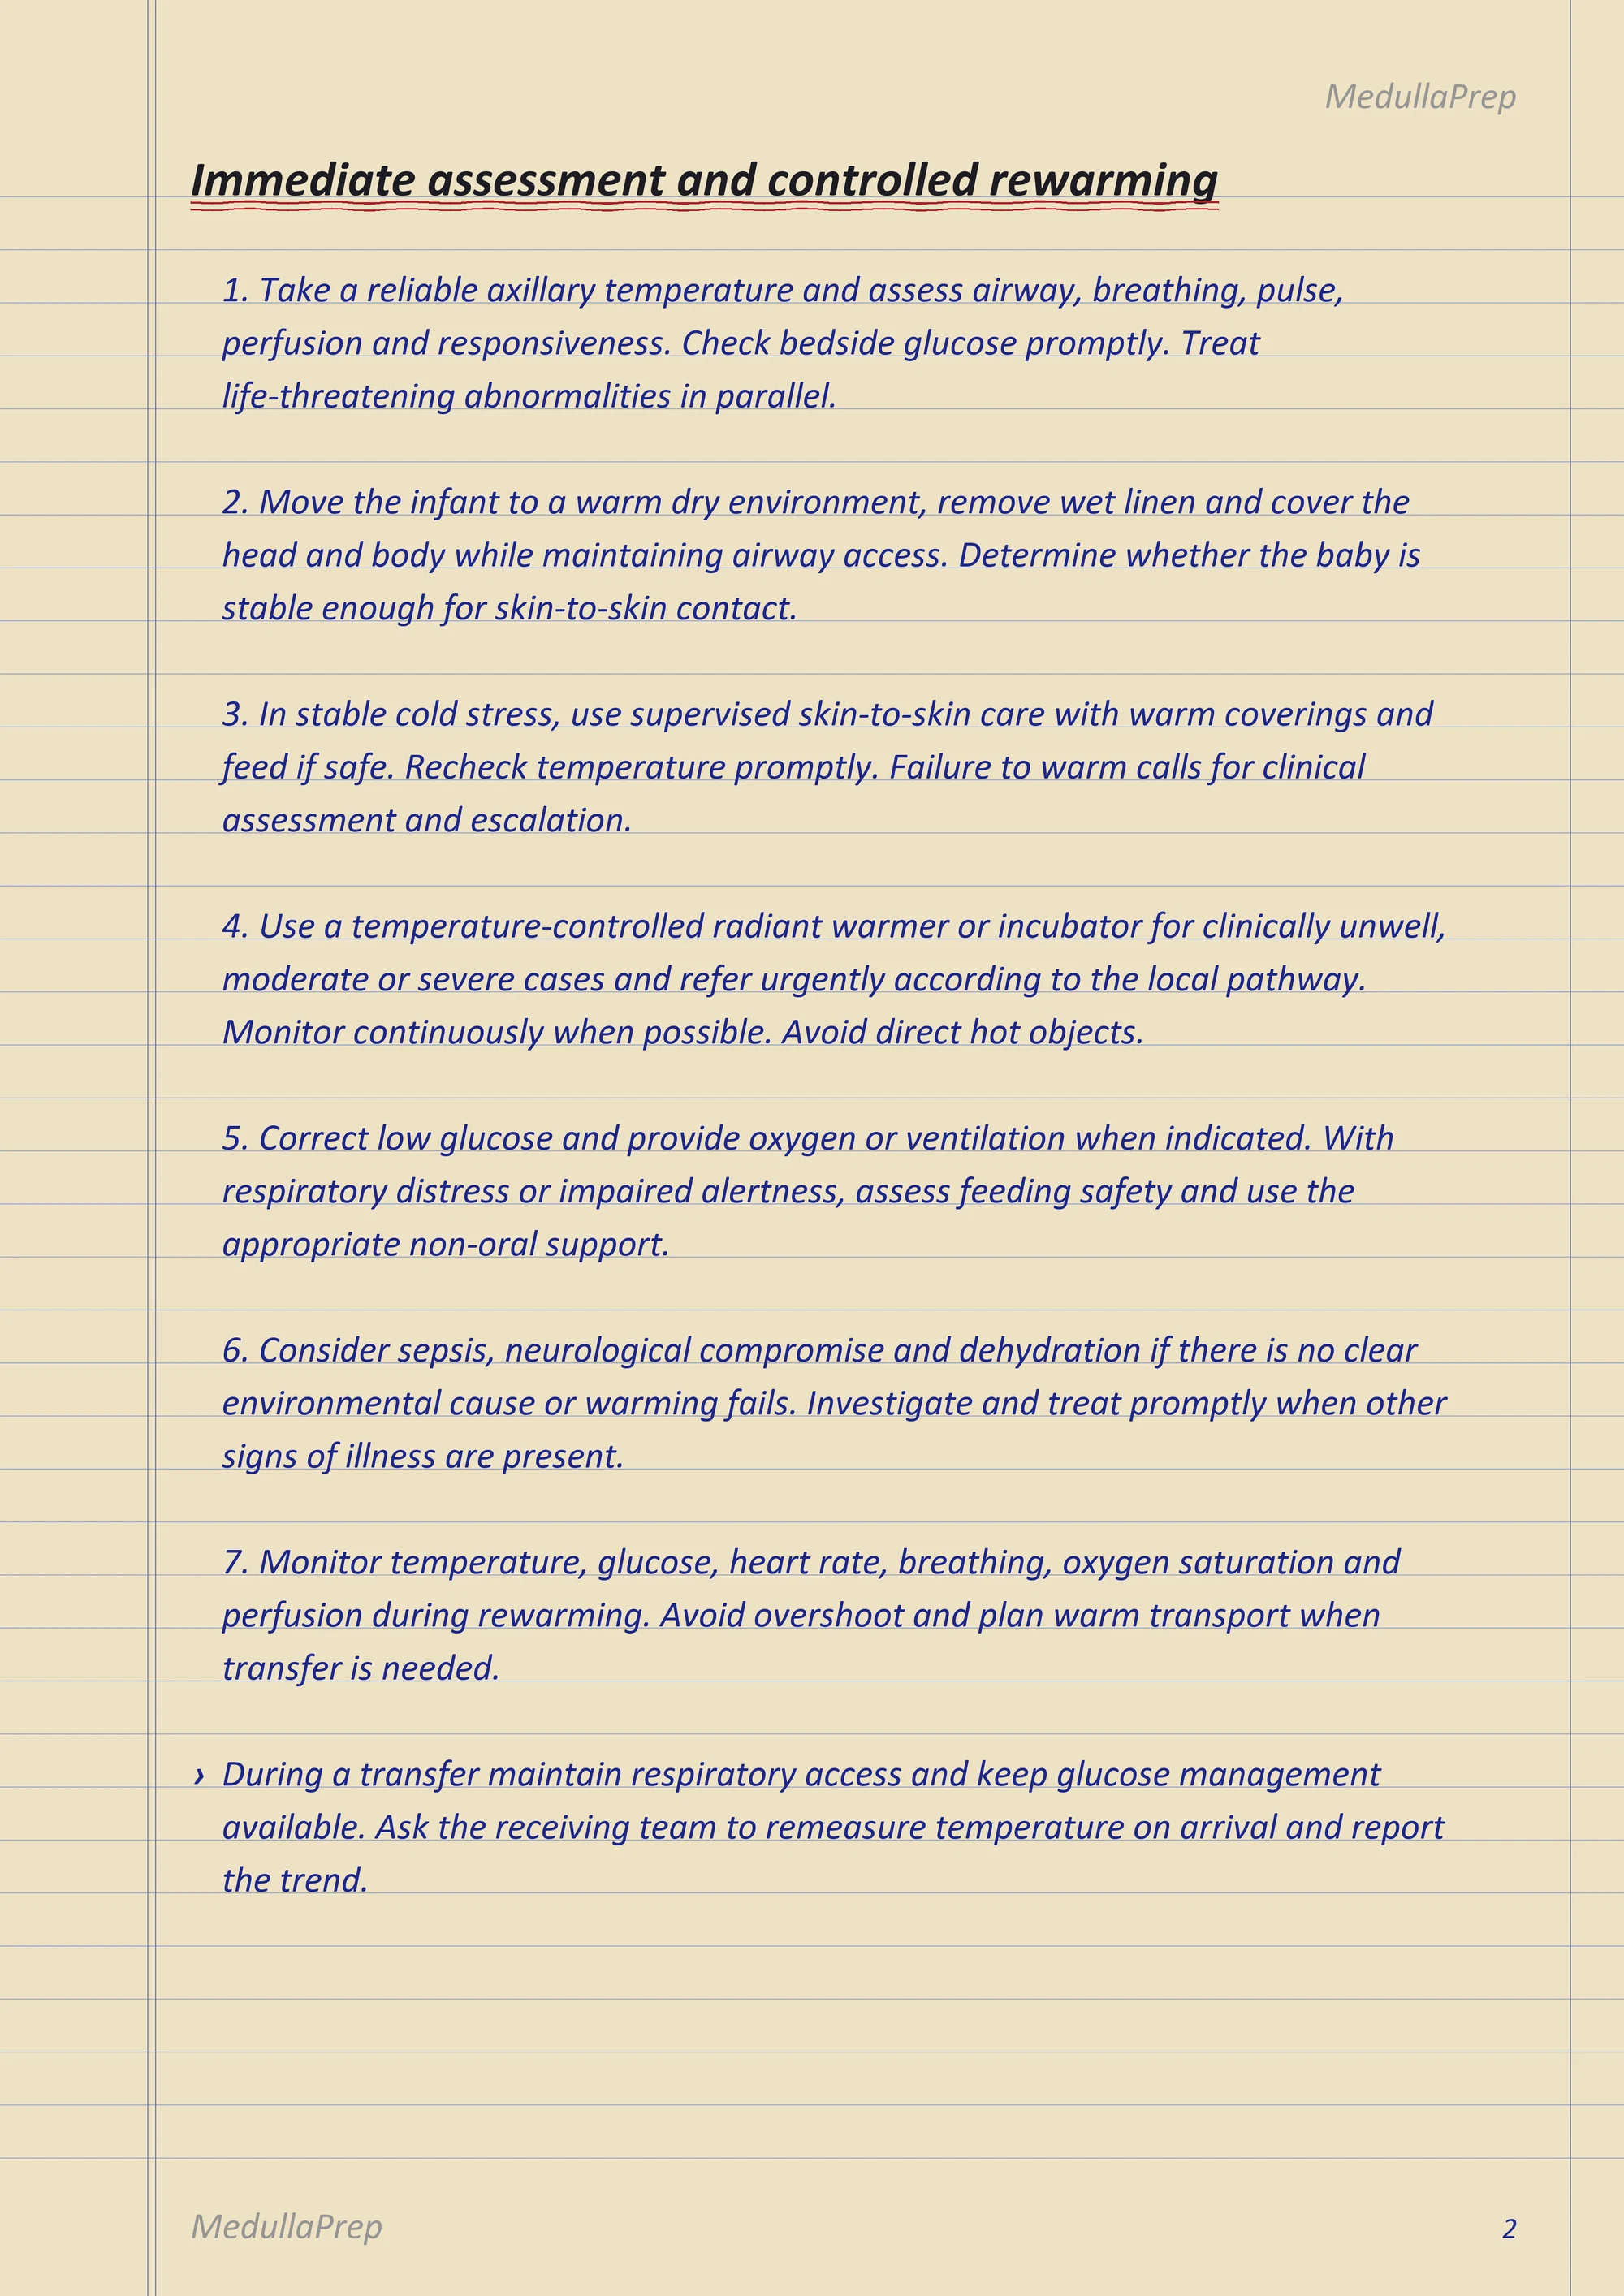 MedullaPrep
Immediate assessment and controlled rewarming
1. Take a reliable axillary temperature and assess airway, breathing, pulse,
perfusion and responsiveness. Check bedside glucose promptly. Treat
life-threatening abnormalities in parallel.
2. Move the infant to a warm dry environment, remove wet linen and cover the
head and body while maintaining airway access. Determine whether the baby is
stable enough for skin-to-skin contact.
3. In stable cold stress, use supervised skin-to-skin care with warm coverings and
feed if safe. Recheck temperature promptly. Failure to warm calls for clinical
assessment and escalation.
4. Use a temperature-controlled radiant warmer or incubator for clinically unwell,
moderate or severe cases and refer urgently according to the local pathway.
Monitor continuously when possible. Avoid direct hot objects.
5. Correct low glucose and provide oxygen or ventilation when indicated. With
respiratory distress or impaired alertness, assess feeding safety and use the
appropriate non-oral support.
6. Consider sepsis, neurological compromise and dehydration if there is no clear
environmental cause or warming fails. Investigate and treat promptly when other
signs of illness are present.
7. Monitor temperature, glucose, heart rate, breathing, oxygen saturation and
perfusion during rewarming. Avoid overshoot and plan warm transport when
transfer is needed.
› During a transfer maintain respiratory access and keep glucose management
available. Ask the receiving team to remeasure temperature on arrival and report
the trend.
MedullaPrep
2